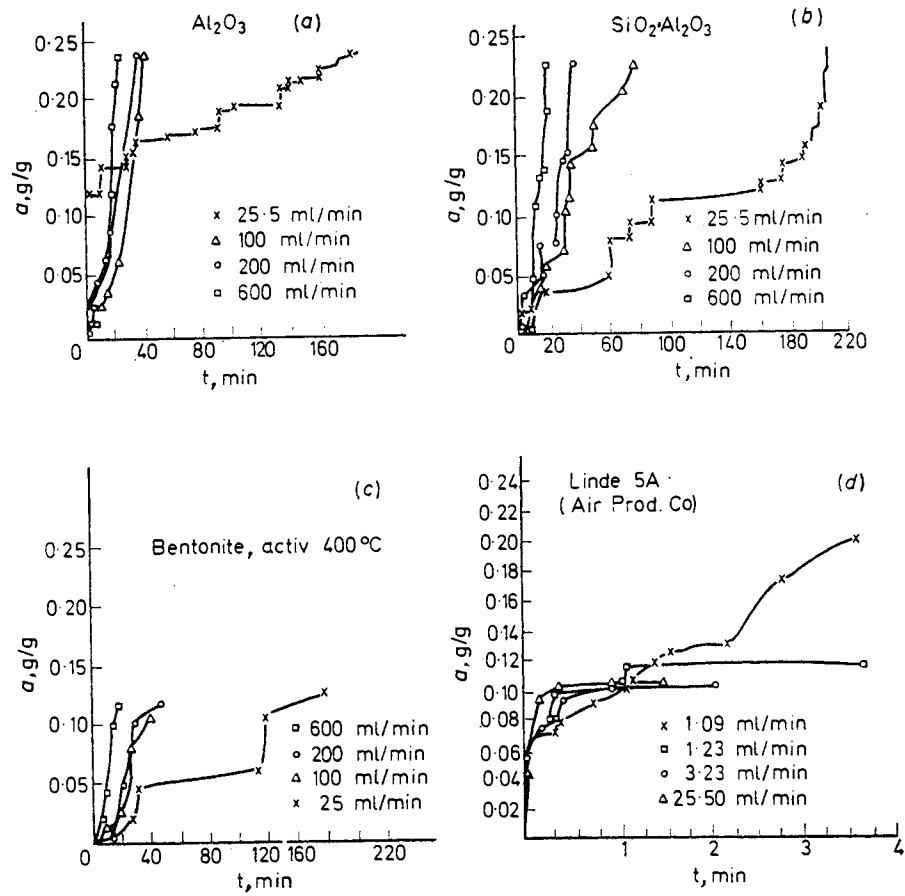 Al₂O₃ (a)
0·25
0·20
0·15
0·10
0·05
0
a, g/g
× 25·5 ml/min
△ 100 ml/min
○ 200 ml/min
□ 600 ml/min
0 40 80 120 160
t, min
SiO₂·Al₂O₃ (b)
0·25
0·20
0·15
0·10
0·05
a, g/g
× 25·5 ml/min
△ 100 ml/min
○ 200 ml/min
□ 600 ml/min
0 20 60 100 140 180 220
t, min
(c)
Bentonite, activ 400°C
0·25
0·20
0·15
0·10
0·05
0
a, g/g
□ 600 ml/min
○ 200 ml/min
△ 100 ml/min
× 25 ml/min
0 40 80 120 160 220
t, min
Linde 5A (d)
(Air Prod. Co)
0·24
0·20
0·16
0·14
0·12
0·10
0·08
0·06
0·04
0·02
a, g/g
× 1·09 ml/min
□ 1·23 ml/min
○ 3·23 ml/min
△ 25·50 ml/min
1 2 3 4
t, min